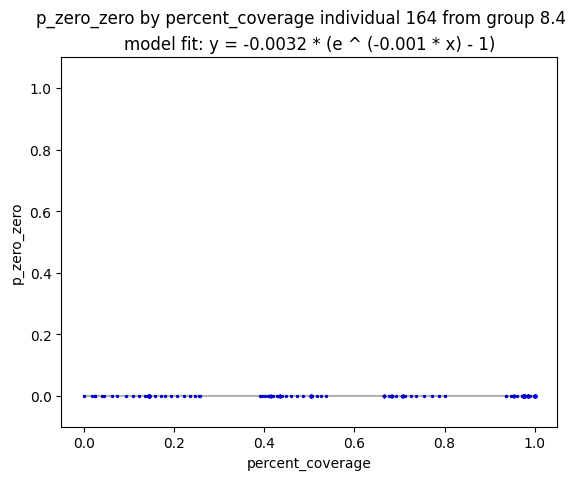 p_zero_zero by percent_coverage individual 164 from group 8.4
model fit: y = -0.0032 * (e ^ (-0.001 * x) - 1)
1.0
0.8
0.6
0.4
0.2
0.0
p_zero_zero
0.0 0.2 0.4 0.6 0.8 1.0
percent_coverage